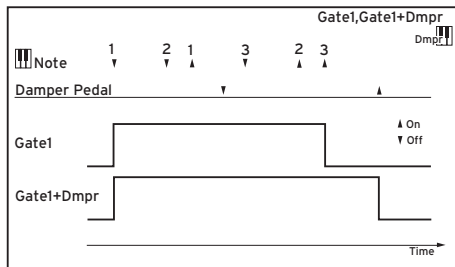 Gate1,Gate1+Dmpr
Dmpr
Note 1 2 1 3 2 3
Damper Pedal
▲ On
▼ Off
Gate1
Gate1+Dmpr
Time